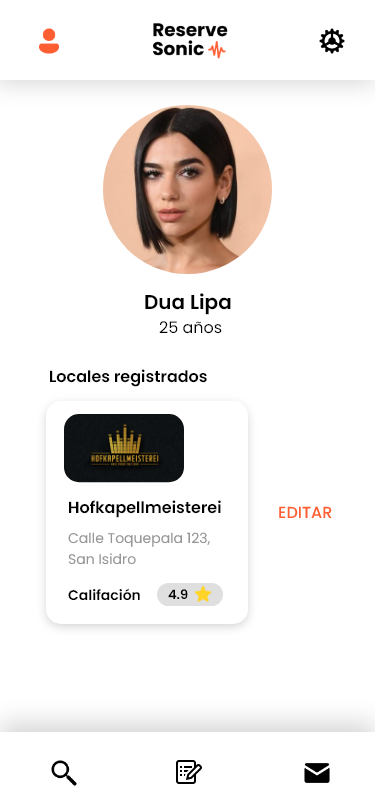 Reserve
Sonic
Dua Lipa
25 años
Locales registrados
HOFKAPELLMEISTEREI
Hofkapellmeisterei
Calle Toquepala 123,
San Isidro
EDITAR
Califación
4.9